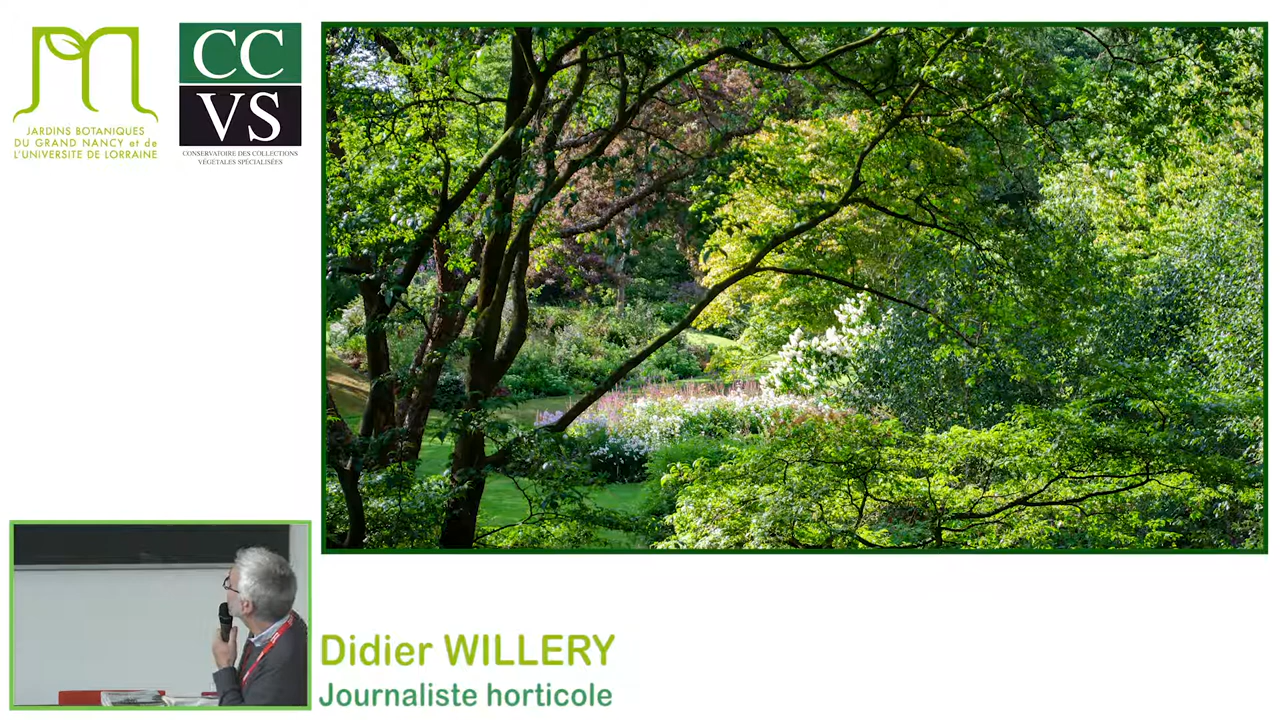 JARDINS BOTANIQUES
DU GRAND NANCY et de
L'UNIVERSITE DE LORRAINE
CC
VS
CONSERVATOIRE DES COLLECTIONS
VÉGÉTALES SPÉCIALISÉES
Didier WILLERY
Journaliste horticole